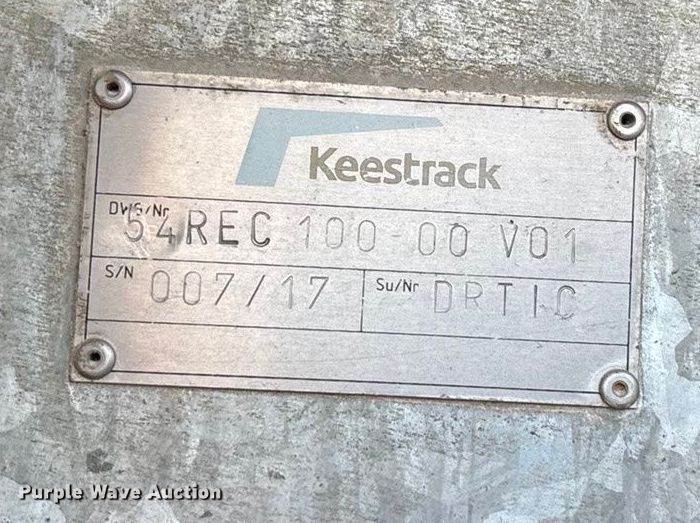 Keestrack
DWG/Nr 54REC 100-00 V01
S/N 007/17 Su/Nr DRTIC
Purple Wave Auction